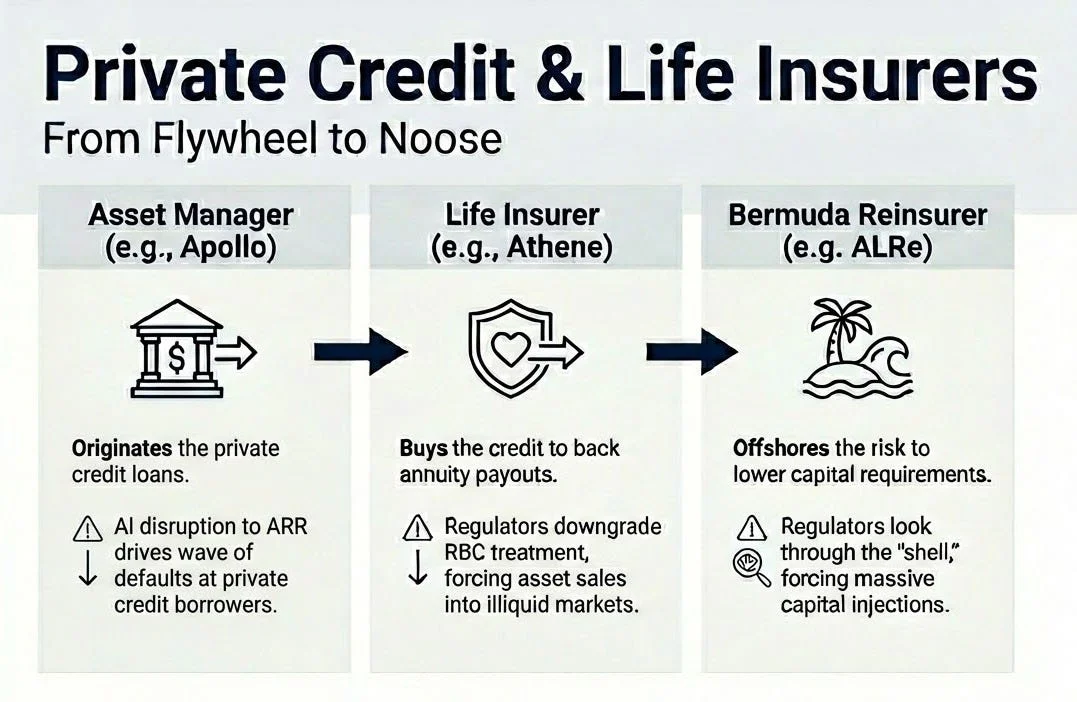 Private Credit & Life Insurers
From Flywheel to Noose
Asset Manager
(e.g., Apollo)
$
Originates the private
credit loans.
AI disruption to ARR
drives wave of
defaults at private
credit borrowers.
Life Insurer
(e.g., Athene)
Buys the credit to back
annuity payouts.
Regulators downgrade
RBC treatment,
forcing asset sales
into illiquid markets.
Bermuda Reinsurer
(e.g. ALRe)
Offshores the risk to
lower capital requirements.
Regulators look
through the "shell,"
forcing massive
capital injections.